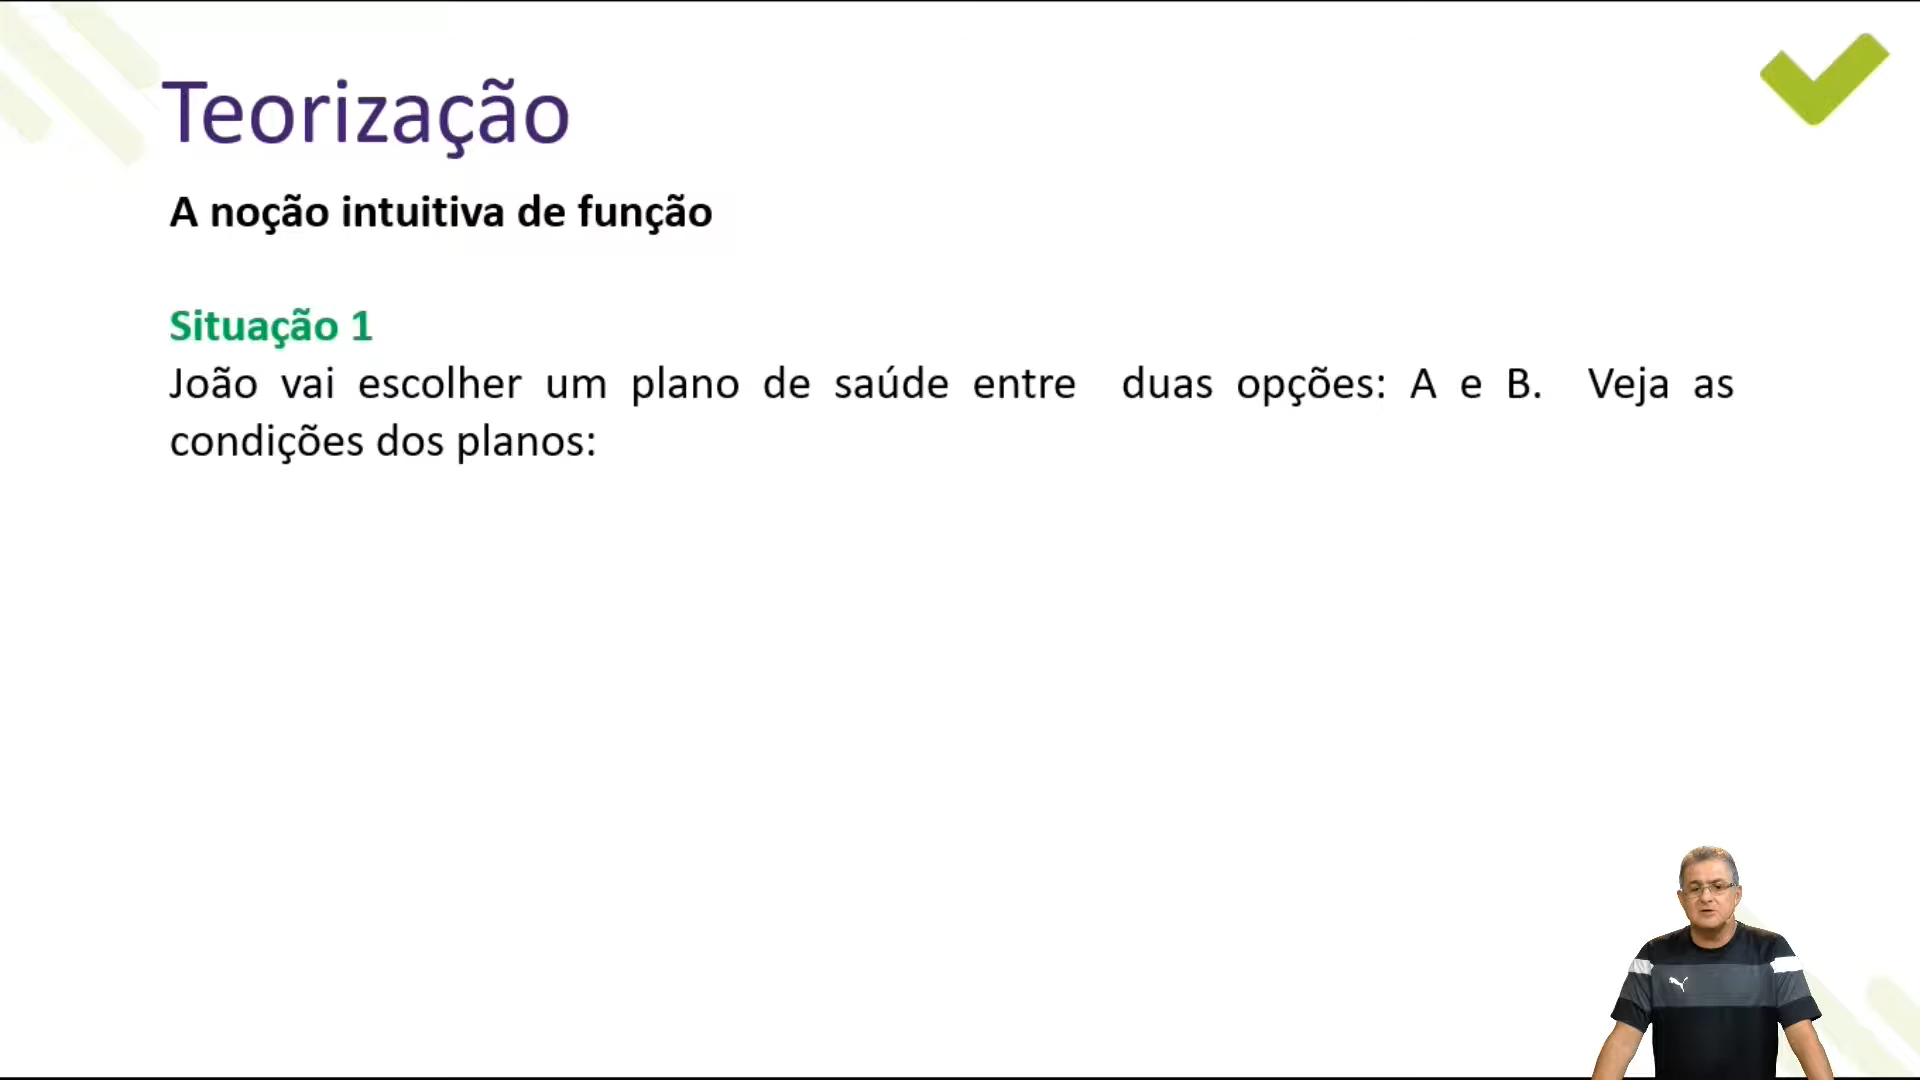 Teorização
A noção intuitiva de função
Situação 1
João vai escolher um plano de saúde entre duas opções: A e B. Veja as
condições dos planos: